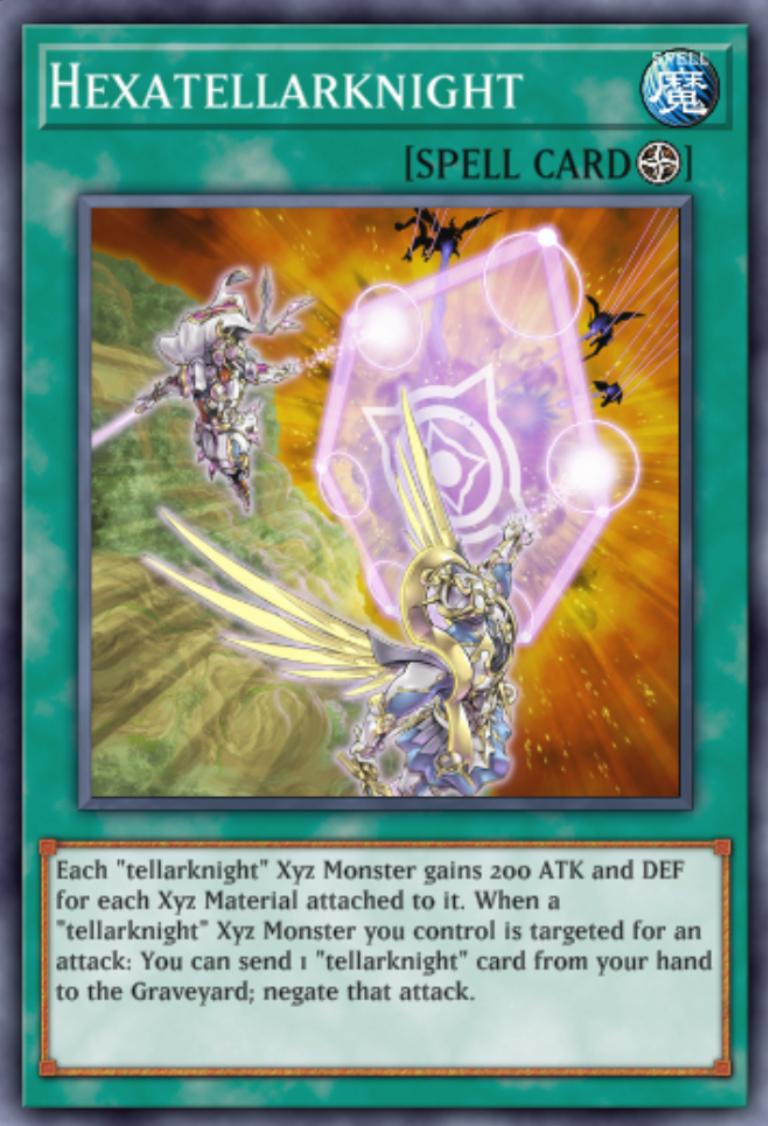 HEXATELLARKNIGHT
SPELL
魔
[SPELL CARD]
Each "tellarknight" Xyz Monster gains 200 ATK and DEF
for each Xyz Material attached to it. When a
"tellarknight" Xyz Monster you control is targeted for an
attack: You can send 1 "tellarknight" card from your hand
to the Graveyard; negate that attack.